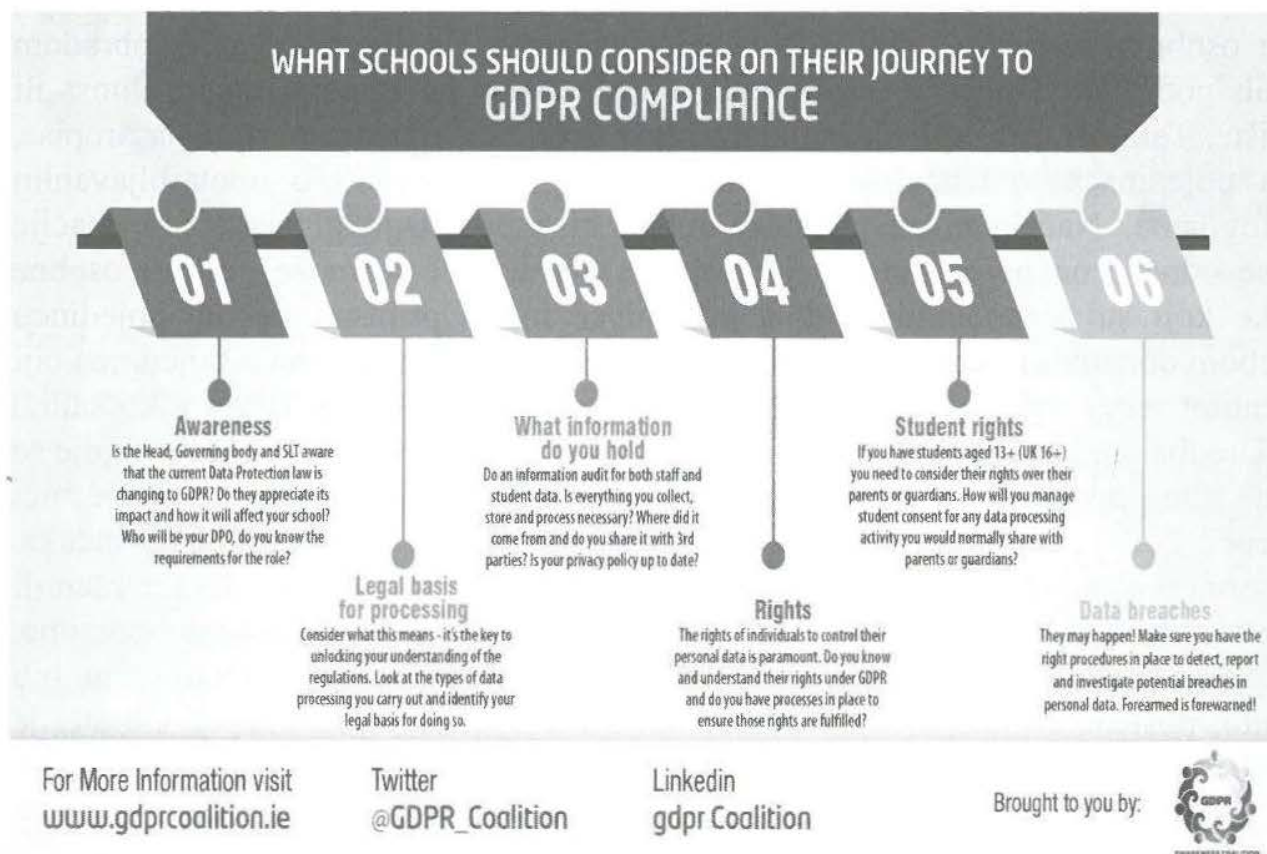 WHAT SCHOOLS SHOULD CONSIDER ON THEIR JOURNEY TO
GDPR COMPLIANCE
01
02
03
04
05
06
Awareness
Is the Head, Governing body and SLT aware
that the current Data Protection law is
changing to GDPR? Do they appreciate its
impact and how it will affect your school?
Who will be your DPO, do you know the
requirements for the role?
Legal basis
for processing
Consider what this means - it's the key to
unlocking your understanding of the
regulations. Look at the types of data
processing you carry out and identify your
legal basis for doing so.
What information
do you hold
Do an information audit for both staff and
student data. Is everything you collect,
store and process necessary? Where did it
come from and do you share it with 3rd
parties? Is your privacy policy up to date?
Rights
The rights of individuals to control their
personal data is paramount. Do you know
and understand their rights under GDPR
and do you have processes in place to
ensure those rights are fulfilled?
Student rights
If you have students aged 13+ (UK 16+)
you need to consider their rights over their
parents or guardians. How will you manage
student consent for any data processing
activity you would normally share with
parents or guardians?
Data breaches
They may happen! Make sure you have the
right procedures in place to detect, report
and investigate potential breaches in
personal data. Forearmed is forewarned!
For More Information visit
www.gdprcoalition.ie
Twitter
@GDPR_Coalition
Linkedin
gdpr Coalition
Brought to you by:
GDPR
AWARENESS COALITION